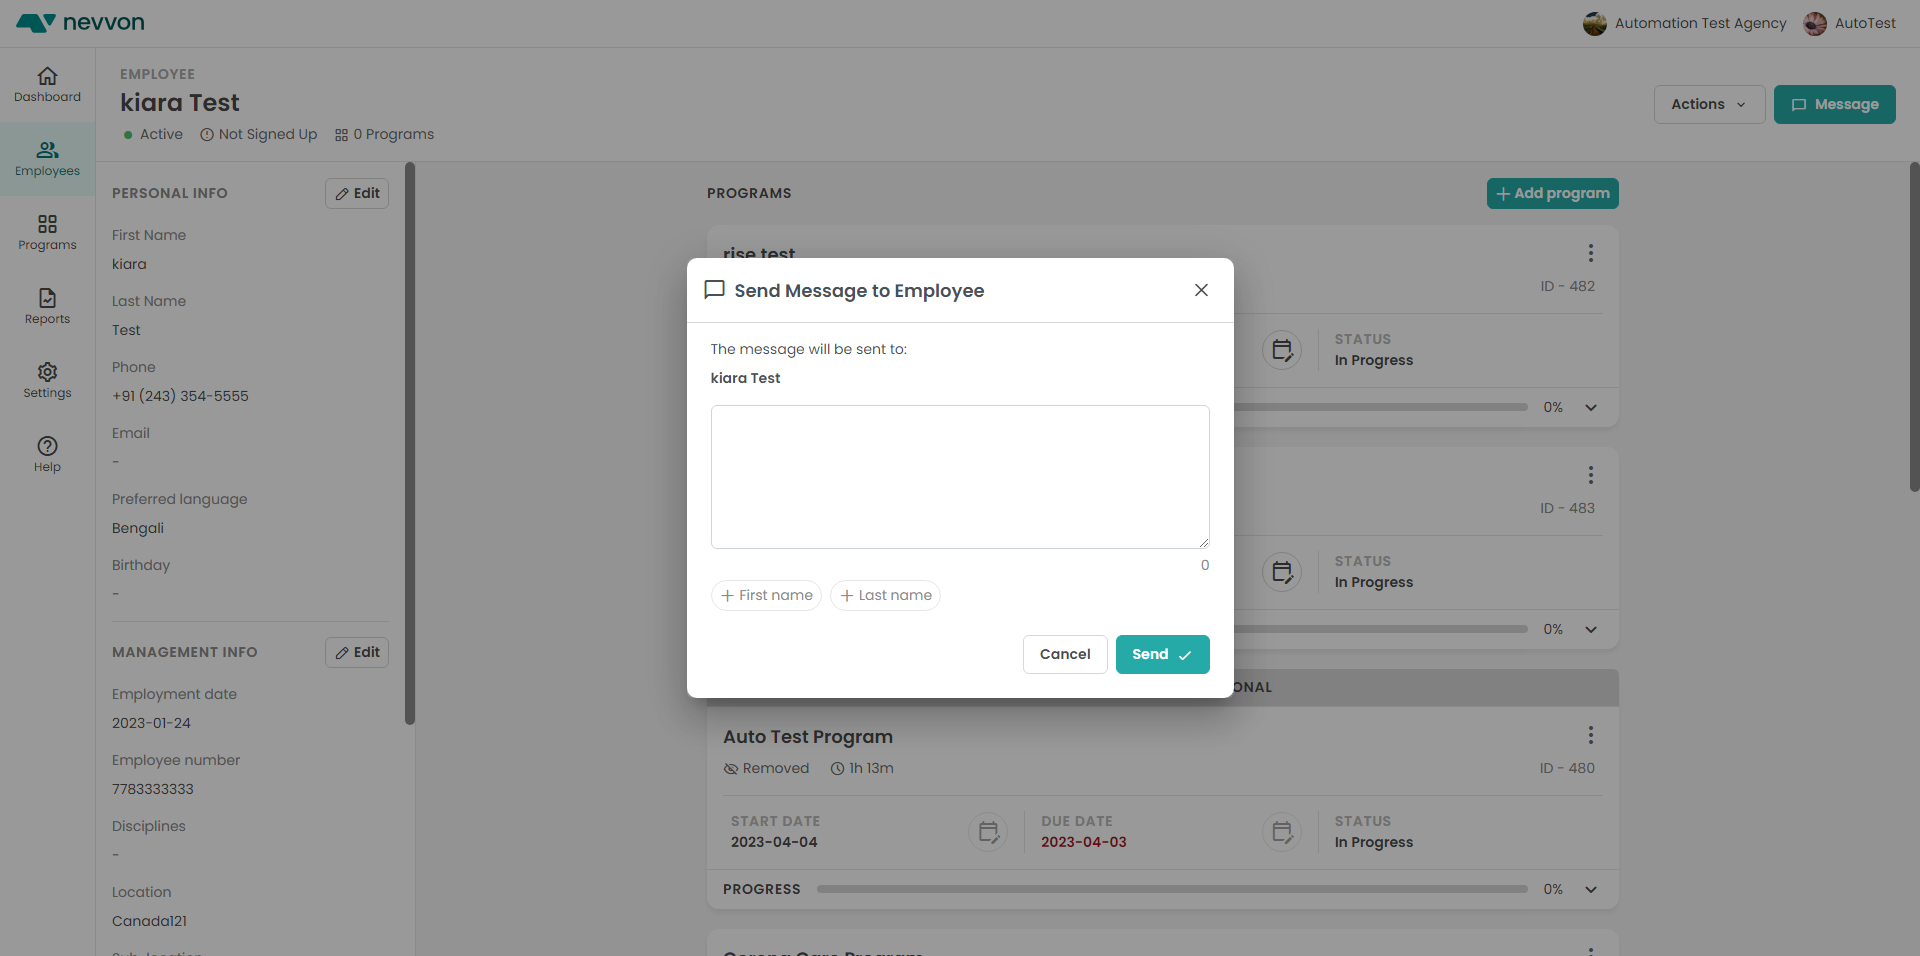 nevvon
Automation Test Agency
AutoTest
Dashboard
Employees
Programs
Reports
Settings
Help
EMPLOYEE
kiara Test
Active
Not Signed Up
0 Programs
Actions
Message
PERSONAL INFO
Edit
First Name
kiara
Last Name
Test
Phone
+91 (243) 354-5555
Email
-
Preferred language
Bengali
Birthday
-
MANAGEMENT INFO
Edit
Employment date
2023-01-24
Employee number
7783333333
Disciplines
-
Location
Canada121
PROGRAMS
Add program
rise test
ID - 482
STATUS
In Progress
0%
ID - 483
STATUS
In Progress
0%
Send Message to Employee
The message will be sent to:
kiara Test
0
First name
Last name
Cancel
Send
ONAL
Auto Test Program
Removed
1h 13m
ID - 480
START DATE
2023-04-04
DUE DATE
2023-04-03
STATUS
In Progress
PROGRESS
0%
Corona Care Program